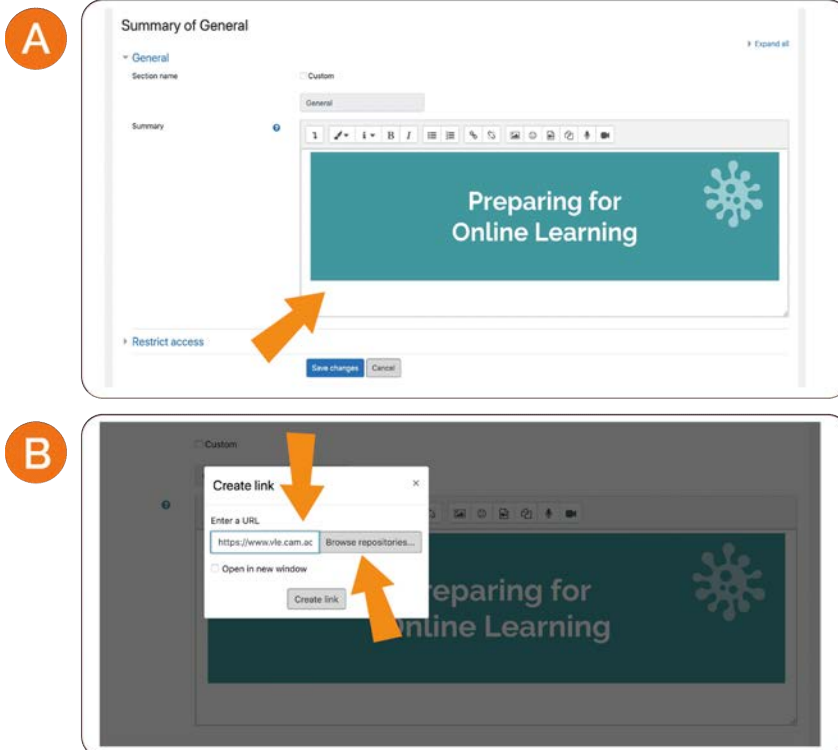 A
Summary of General
Expand all
General
Section name
Custom
General
Summary
B I
Preparing for
Online Learning
Restrict access
Save changes Cancel
B
Custom
Create link ×
Enter a URL
https://www.vle.cam.ac Browse repositories...
Open in new window
Create link
reparing for
nline Learning